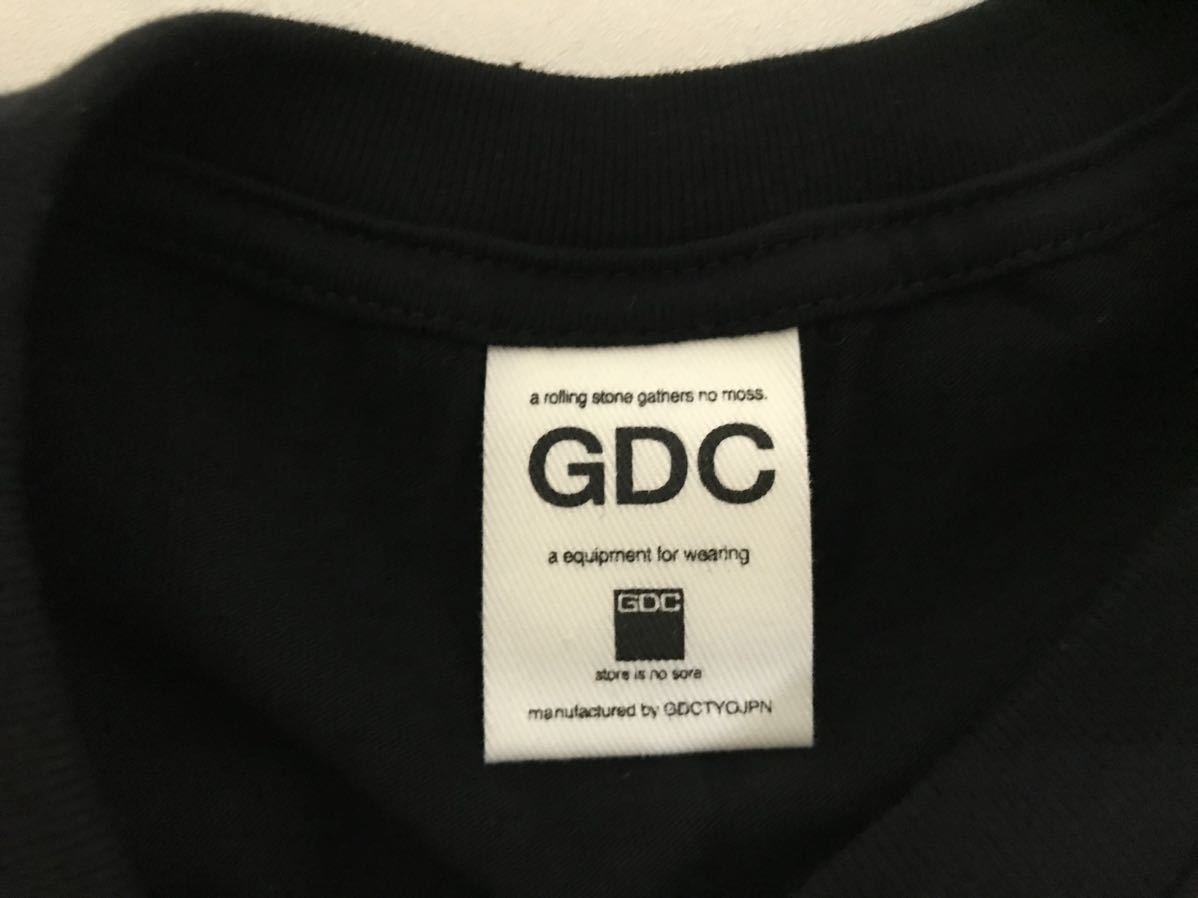 a rolling stone gathers no moss.
GDC
a equipment for wearing
GDC
store is no sora
manufactured by GDCTYOJPN